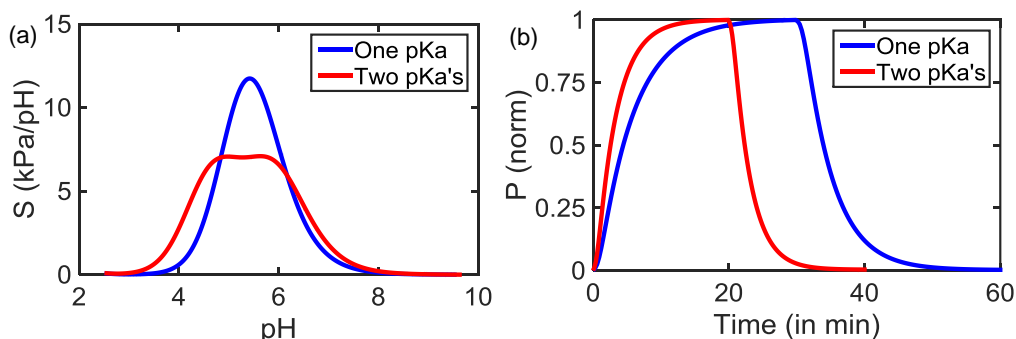 (a)
S (kPa/pH)
15
10
5
0
One pKa
Two pKa's
2 4 6 8 10
pH
(b)
P (norm)
1
0.75
0.5
0.25
0
One pKa
Two pKa's
0 20 40 60
Time (in min)